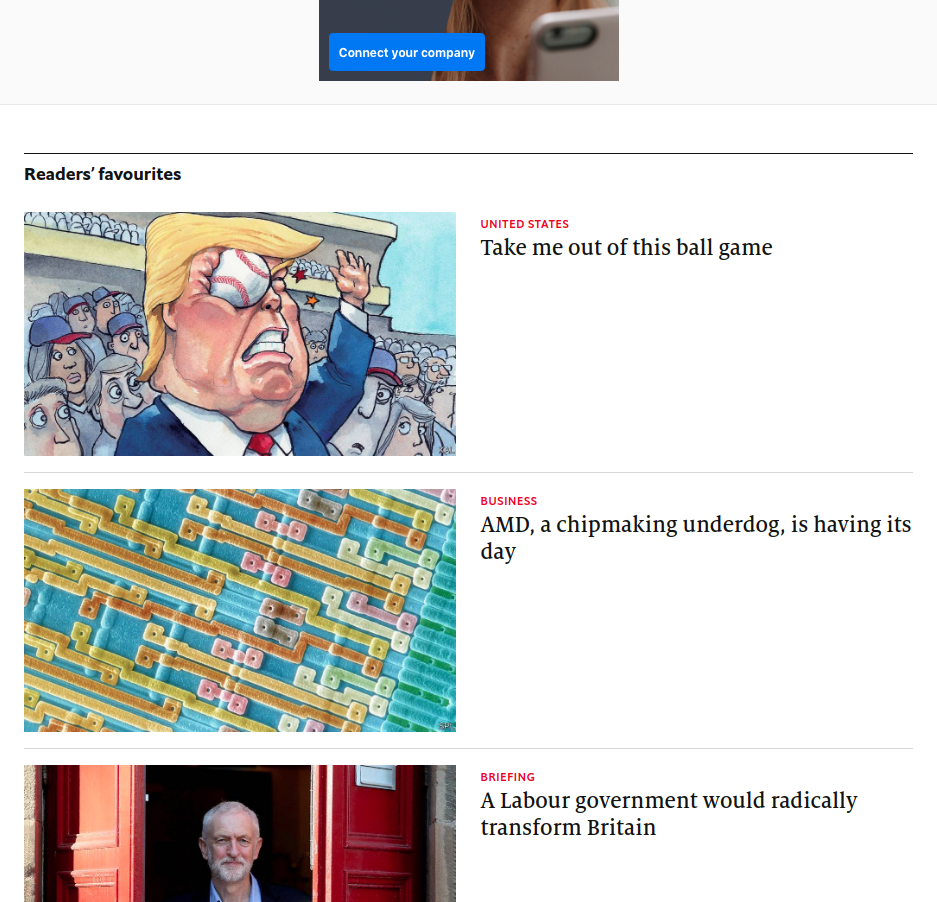 Connect your company
Readers’ favourites
UNITED STATES
Take me out of this ball game
BUSINESS
AMD, a chipmaking underdog, is having its
day
BRIEFING
A Labour government would radically
transform Britain